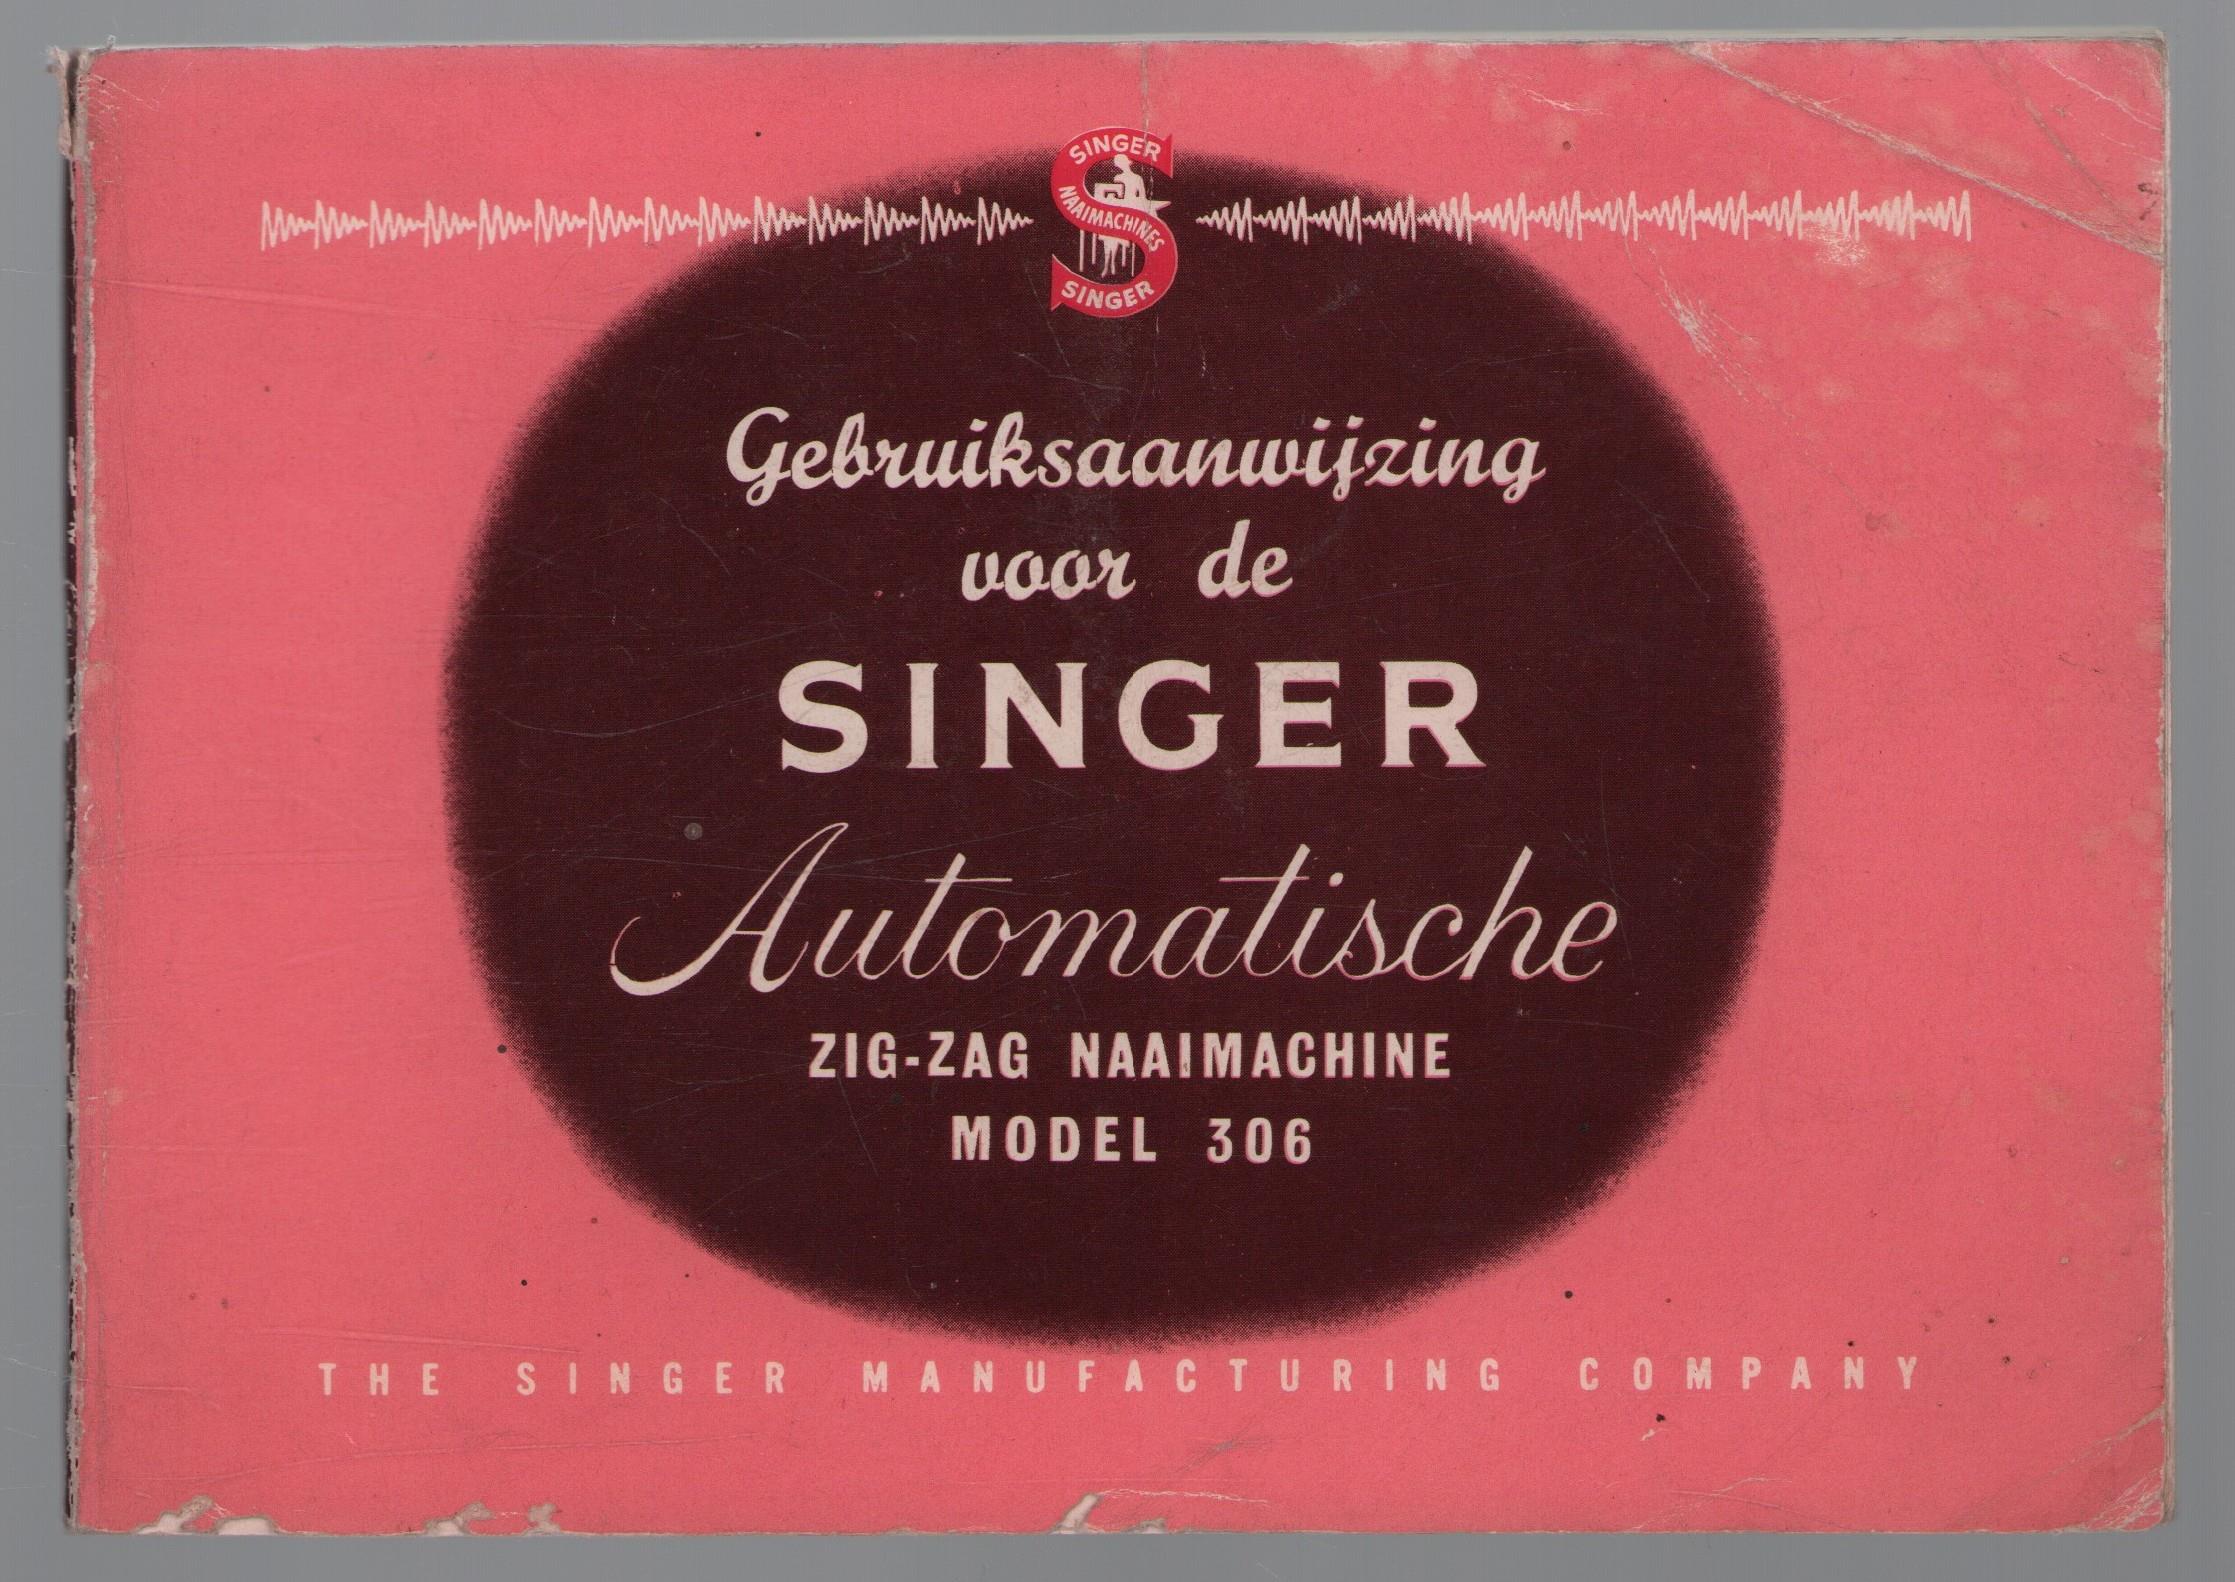 SINGER
NAAIMACHINES
SINGER
Gebruiksaanwijzing
voor de
SINGER
Automatische
ZIG-ZAG NAAIMACHINE
MODEL 306
THE SINGER MANUFACTURING COMPANY